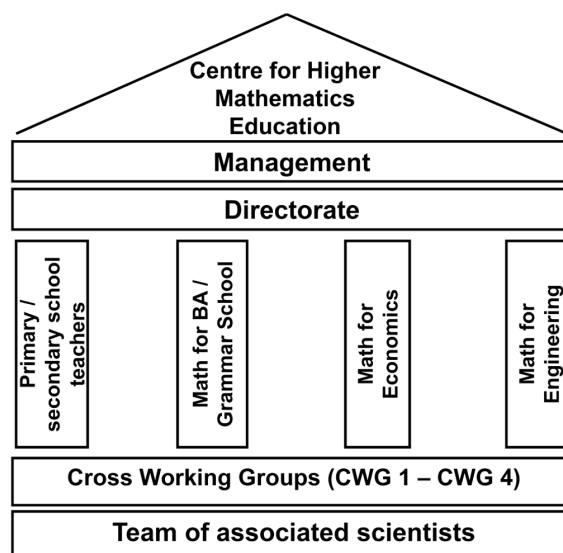 Centre for Higher
Mathematics
Education
Management
Directorate
Primary /
secondary school
teachers
Math for BA /
Grammar School
Math for
Economics
Math for
Engineering
Cross Working Groups (CWG 1 – CWG 4)
Team of associated scientists